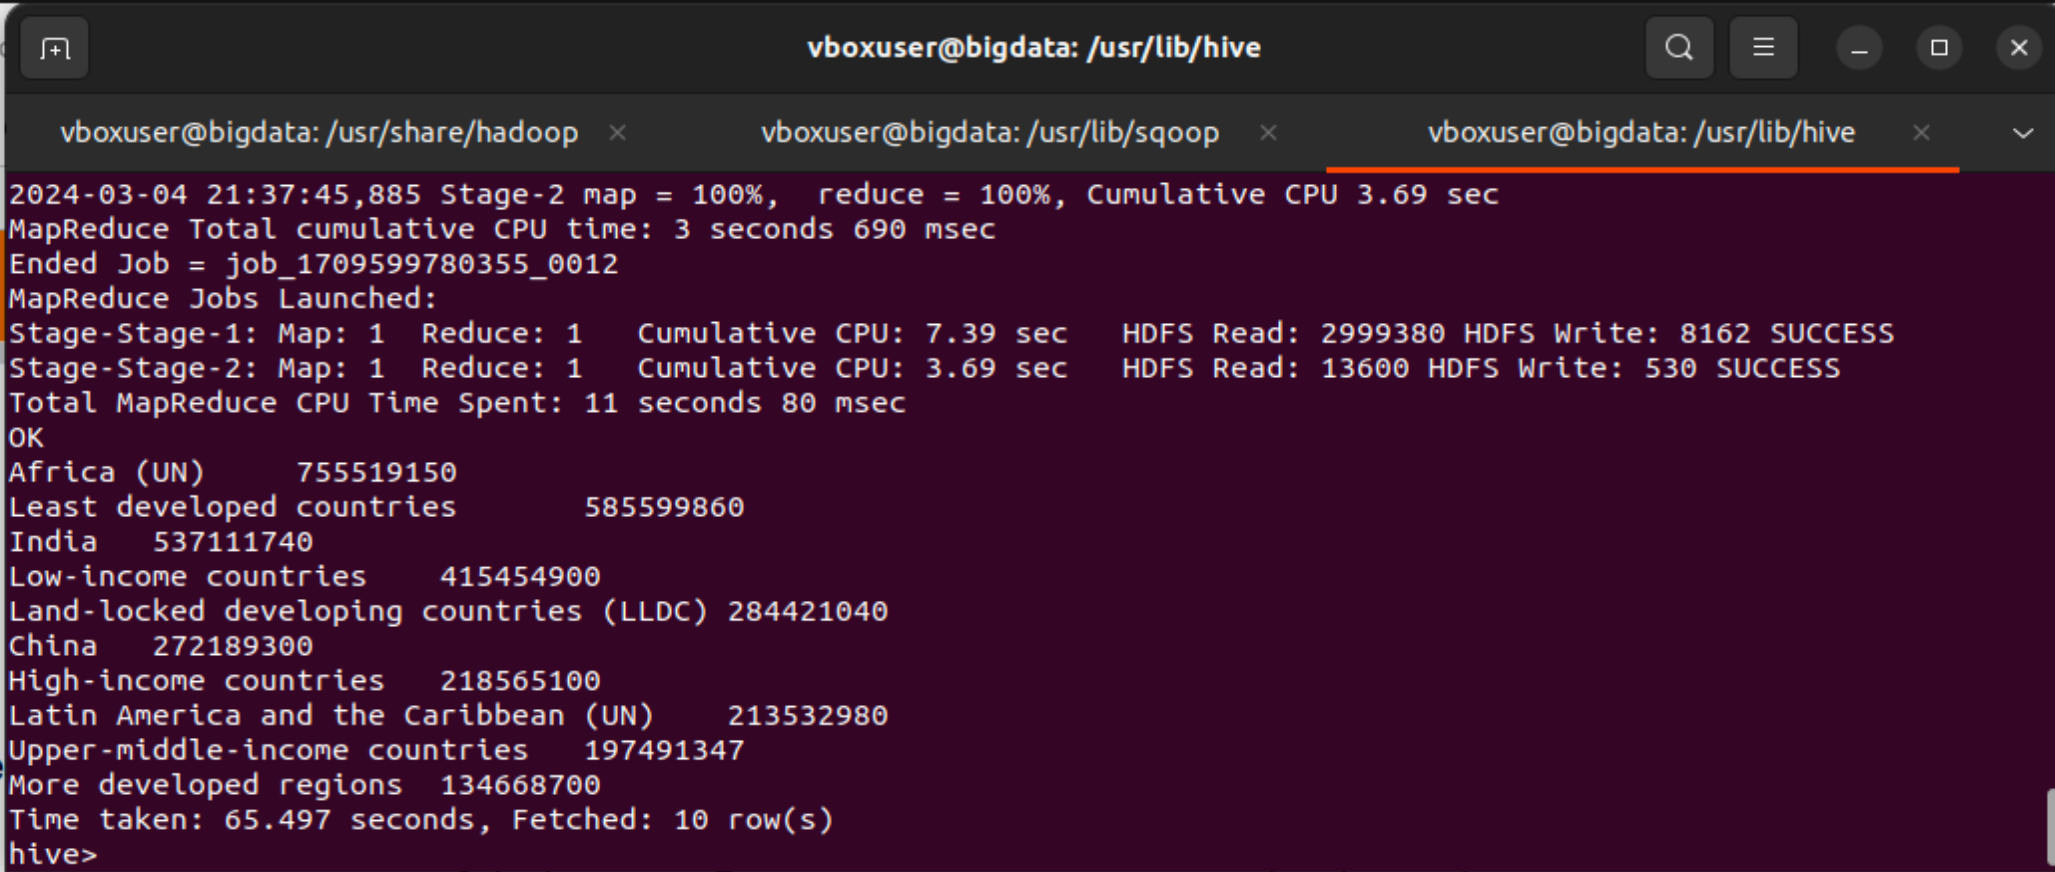 vboxuser@bigdata: /usr/lib/hive
vboxuser@bigdata: /usr/share/hadoop
vboxuser@bigdata: /usr/lib/sqoop
vboxuser@bigdata: /usr/lib/hive
2024-03-04 21:37:45,885 Stage-2 map = 100%,  reduce = 100%, Cumulative CPU 3.69 sec
MapReduce Total cumulative CPU time: 3 seconds 690 msec
Ended Job = job_1709599780355_0012
MapReduce Jobs Launched:
Stage-Stage-1: Map: 1  Reduce: 1   Cumulative CPU: 7.39 sec   HDFS Read: 2999380 HDFS Write: 8162 SUCCESS
Stage-Stage-2: Map: 1  Reduce: 1   Cumulative CPU: 3.69 sec   HDFS Read: 13600 HDFS Write: 530 SUCCESS
Total MapReduce CPU Time Spent: 11 seconds 80 msec
OK
Africa (UN)     755519150
Least developed countries       585599860
India   537111740
Low-income countries    415454900
Land-locked developing countries (LLDC) 284421040
China   272189300
High-income countries   218565100
Latin America and the Caribbean (UN)    213532980
Upper-middle-income countries   197491347
More developed regions  134668700
Time taken: 65.497 seconds, Fetched: 10 row(s)
hive>